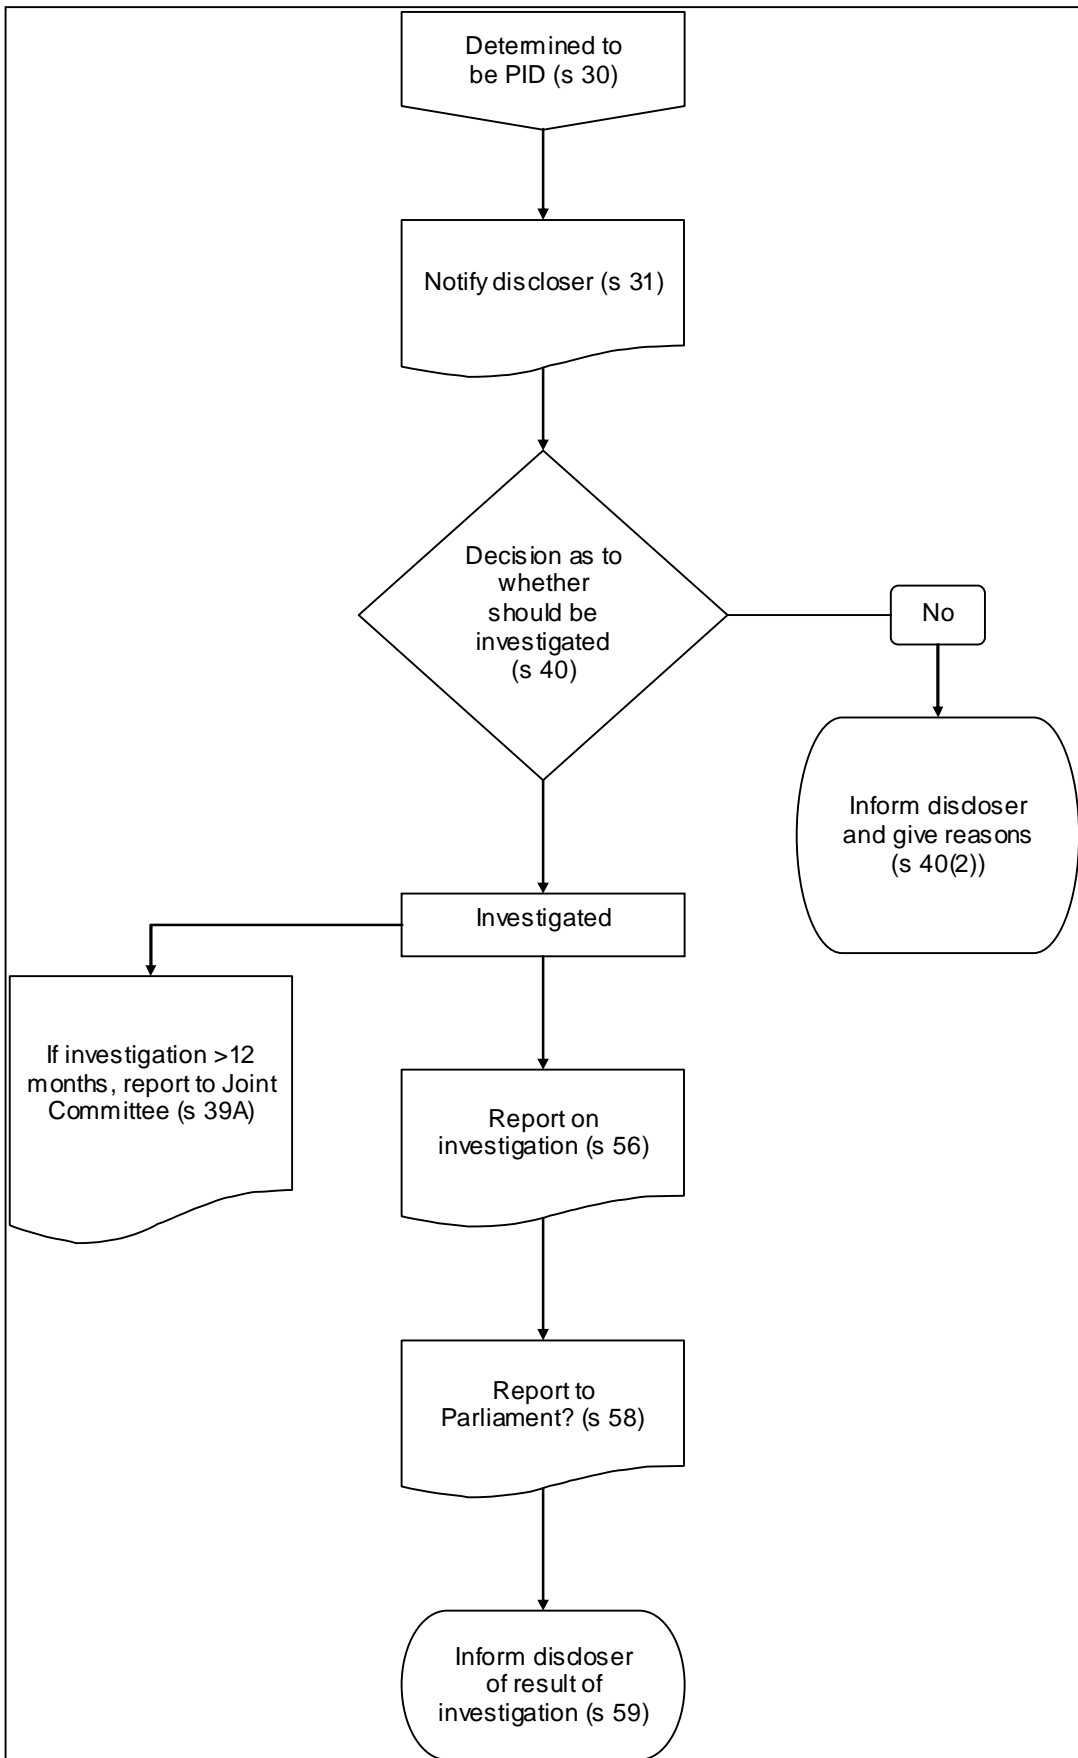 Determined to
be PID (s 30)
Notify discloser (s 31)
Decision as to
whether
should be
investigated
(s 40)
No
Inform discloser
and give reasons
(s 40(2))
Investigated
If investigation >12
months, report to Joint
Committee (s 39A)
Report on
investigation (s 56)
Report to
Parliament? (s 58)
Inform discloser
of result of
investigation (s 59)